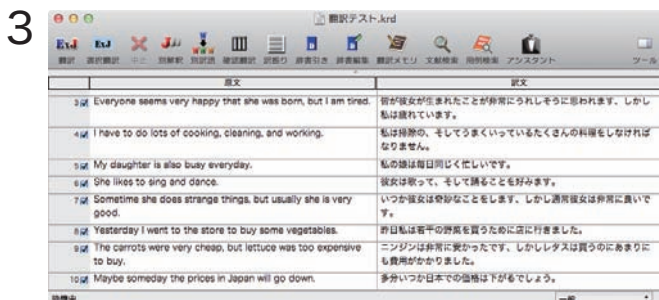 3
翻訳テスト.krd
翻訳 選択翻訳 中止 別解釈 別訳語 確認翻訳 訳振り 辞書引き 辞書編集 翻訳メモリ 文献検索 用例検索 アシスタント ツール
原文 訳文
3 Everyone seems very happy that she was born, but I am tired. 皆が彼女が生まれたことが非常にうれしそうに思われます、しかし
私は疲れています。
4 I have to do lots of cooking, cleaning, and working. 私は掃除の、そしてうまくいっているたくさんの料理をしなければ
なりません。
5 My daughter is also busy everyday. 私の娘は毎日同じく忙しいです。
6 She likes to sing and dance. 彼女は歌って、そして踊ることを好みます。
7 Sometime she does strange things, but usually she is very いつか彼女は奇妙なことをします、しかし通常彼女は非常に良いで
good. す。
8 Yesterday I went to the store to buy some vegetables. 昨日私は若干の野菜を買うために店に行きました。
9 The carrots were very cheap, but lettuce was too expensive ニンジンは非常に安かったです、しかしレタスは買うのにあまりに
to buy. も費用がかかりました。
10 Maybe someday the prices in Japan will go down. 多分いつか日本での価格は下がるでしょう。
一般